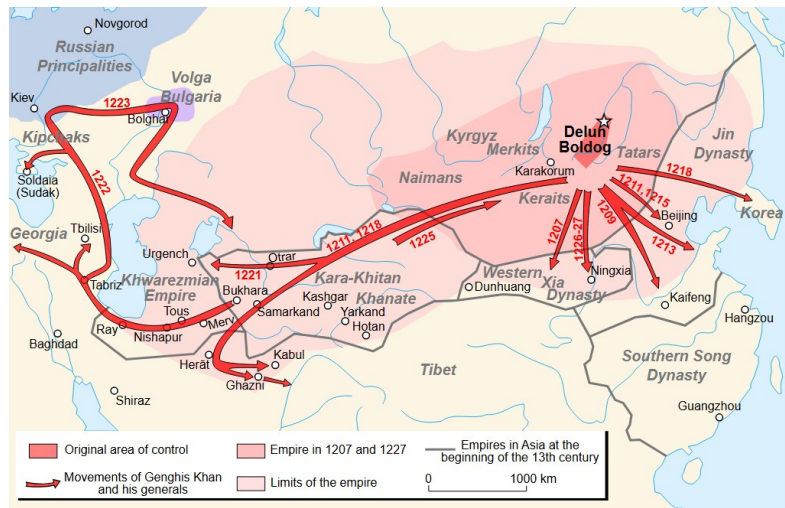 Novgorod
Russian
Principalities
Volga
Bulgaria
Kiev
1223
Bolghar
Kipchaks
Soldaia
(Sudak)
1222
Georgia
Tbilisi
Tabriz
Urgench
Khwarezmian
Empire
Otrar
1221
Bukhara
Samarkand
Ray
Tous
Nishapur
Merv
Baghdad
Shiraz
Herat
Kabul
Ghazni
1211, 1218
1225
Kara-Khitan
Khanate
Kashgar
Yarkand
Hotan
Naimans
Kyrgyz
Merkits
Delun
Boldog
Karakorum
Tatars
Keraits
Jin
Dynasty
1218
1211,1215
1209
1213
Beijing
Korea
1207
1226-27
Western
Xia
Dynasty
Dunhuang
Ningxia
Kaifeng
Hangzou
Tibet
Southern Song
Dynasty
Guangzhou
Original area of control
Movements of Genghis Khan
and his generals
Empire in 1207 and 1227
Limits of the empire
Empires in Asia at the
beginning of the 13th century
0 1000 km